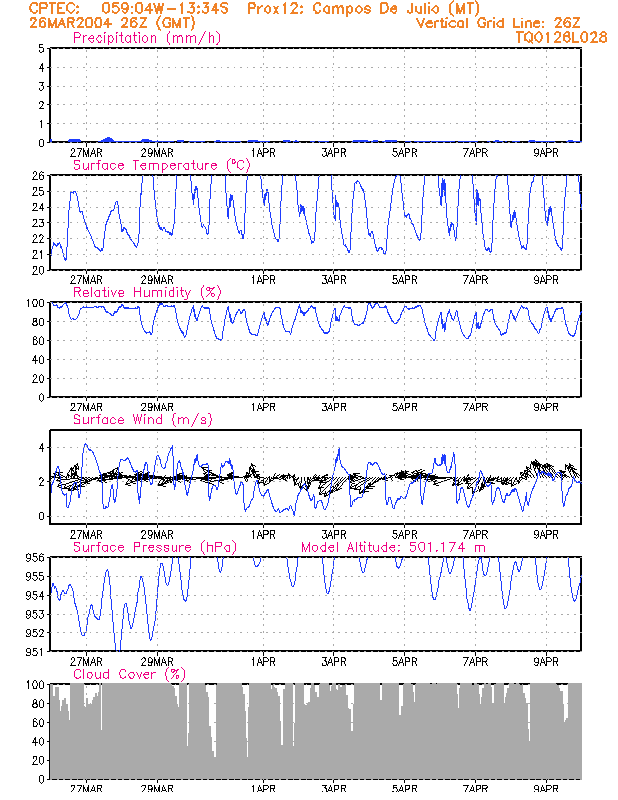 CPTEC: 059:04W-13:34S Prox12: Campos De Julio (MT)
26MAR2004 26Z (GMT) Vertical Grid Line: 26Z
Precipitation (mm/h) TQ0126L028
5
4
3
2
1
0
27MAR 29MAR 1APR 3APR 5APR 7APR 9APR
Surface Temperature (°C)
26
25
24
23
22
21
20
27MAR 29MAR 1APR 3APR 5APR 7APR 9APR
Relative Humidity (%)
100
80
60
40
20
0
27MAR 29MAR 1APR 3APR 5APR 7APR 9APR
Surface Wind (m/s)
4
2
0
27MAR 29MAR 1APR 3APR 5APR 7APR 9APR
Surface Pressure (hPa) Model Altitude: 501.174 m
956
955
954
953
952
951
27MAR 29MAR 1APR 3APR 5APR 7APR 9APR
Cloud Cover (%)
100
80
60
40
20
0
27MAR 29MAR 1APR 3APR 5APR 7APR 9APR